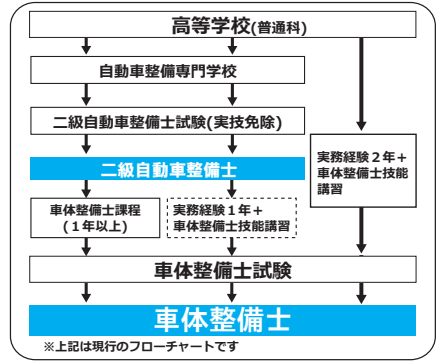 高等学校(普通科)
自動車整備専門学校
二級自動車整備士試験(実技免除)
二級自動車整備士
実務経験２年＋
車体整備士技能
講習
車体整備士課程
(１年以上)
実務経験１年＋
車体整備士技能講習
車体整備士試験
車体整備士
※上記は現行のフローチャートです